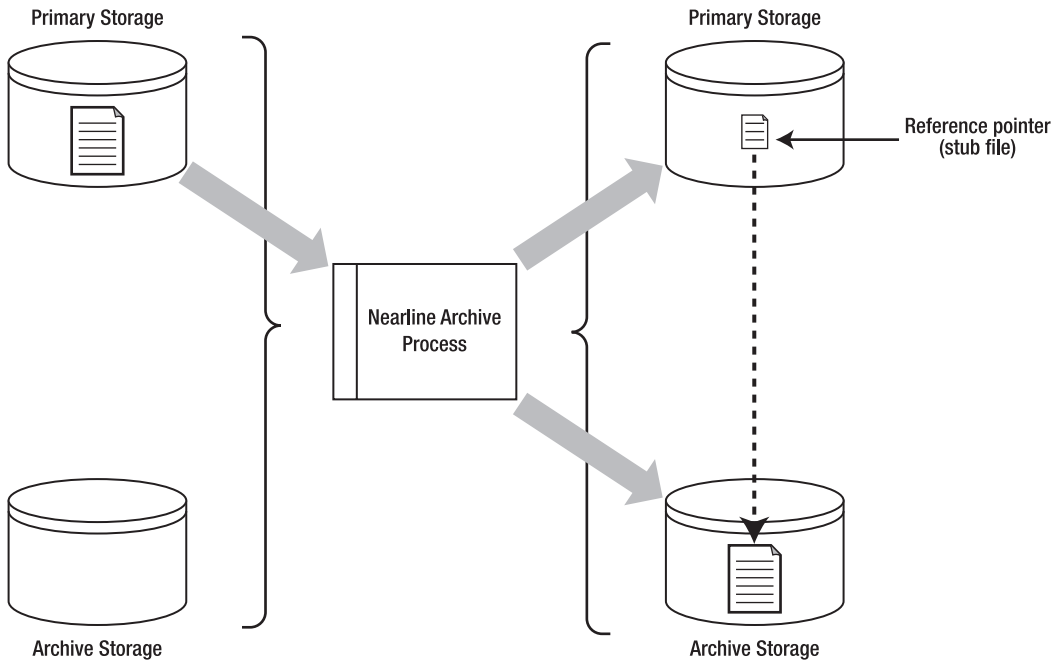 Primary Storage
Primary Storage
Reference pointer
(stub file)
Nearline Archive
Process
Archive Storage
Archive Storage